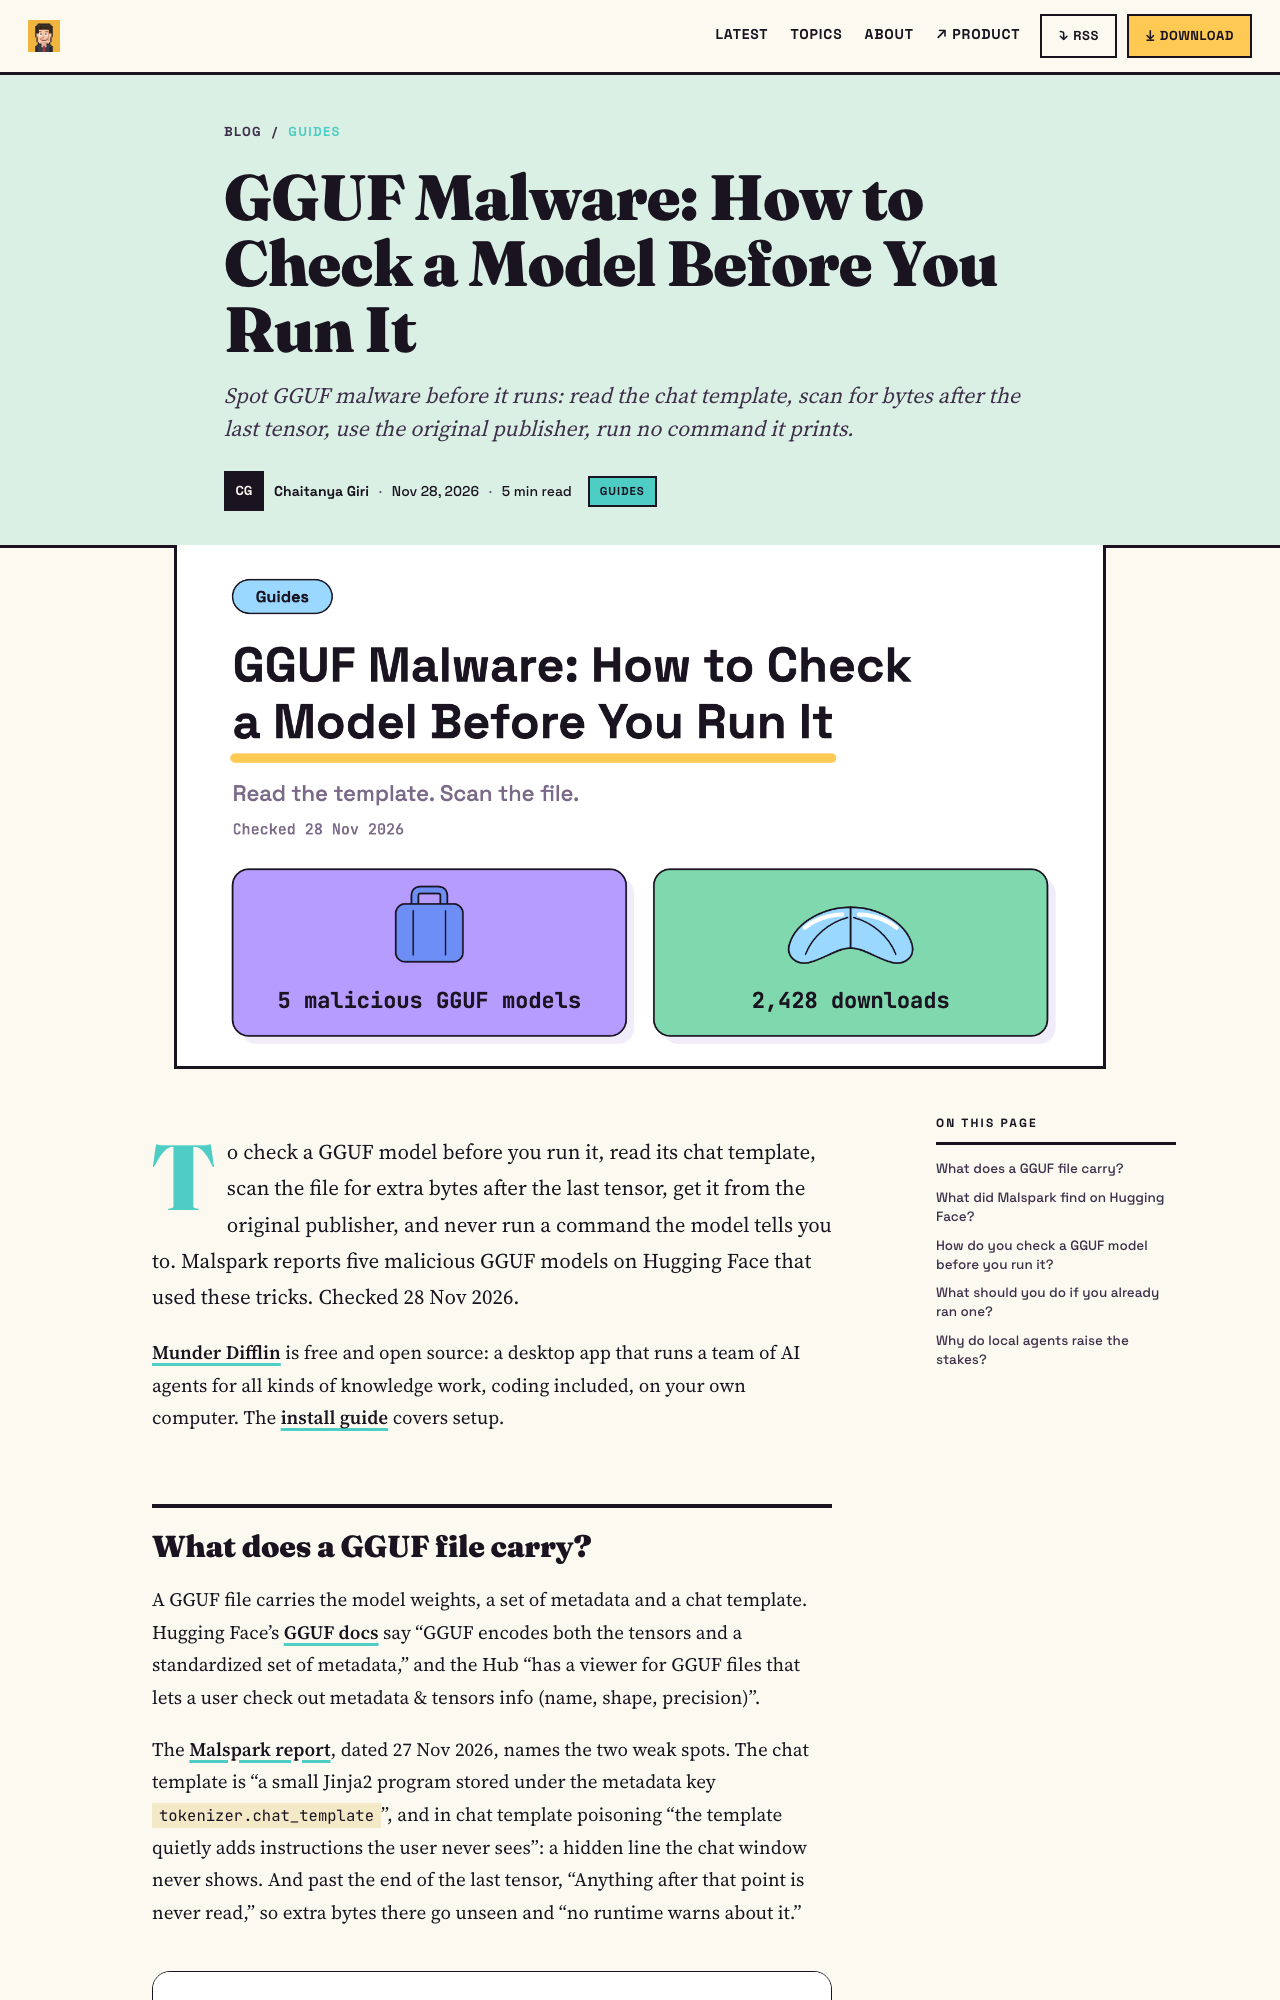 LATEST TOPICS ABOUT ↗ PRODUCT ⤵ RSS ⤓ DOWNLOAD
BLOG / GUIDES
GGUF Malware: How to
Check a Model Before You
Run It
Spot GGUF malware before it runs: read the chat template, scan for bytes after the
last tensor, use the original publisher, run no command it prints.
CG Chaitanya Giri · Nov 28, 2026 · 5 min read GUIDES
Guides
GGUF Malware: How to Check
a Model Before You Run It
Read the template. Scan the file.
Checked 28 Nov 2026
5 malicious GGUF models
2,428 downloads
To check a GGUF model before you run it, read its chat template,
scan the file for extra bytes after the last tensor, get it from the
original publisher, and never run a command the model tells you
to. Malspark reports five malicious GGUF models on Hugging Face that
used these tricks. Checked 28 Nov 2026.
Munder Difflin is free and open source: a desktop app that runs a team of AI
agents for all kinds of knowledge work, coding included, on your own
computer. The install guide covers setup.
What does a GGUF file carry?
A GGUF file carries the model weights, a set of metadata and a chat template.
Hugging Face’s GGUF docs say “GGUF encodes both the tensors and a
standardized set of metadata,” and the Hub “has a viewer for GGUF files that
lets a user check out metadata & tensors info (name, shape, precision)”.
The Malspark report, dated 27 Nov 2026, names the two weak spots. The chat
template is “a small Jinja2 program stored under the metadata key
tokenizer.chat_template”, and in chat template poisoning “the template
quietly adds instructions the user never sees”: a hidden line the chat window
never shows. And past the end of the last tensor, “Anything after that point is
never read,” so extra bytes there go unseen and “no runtime warns about it.”
ON THIS PAGE
What does a GGUF file carry?
What did Malspark find on Hugging
Face?
How do you check a GGUF model
before you run it?
What should you do if you already
ran one?
Why do local agents raise the
stakes?